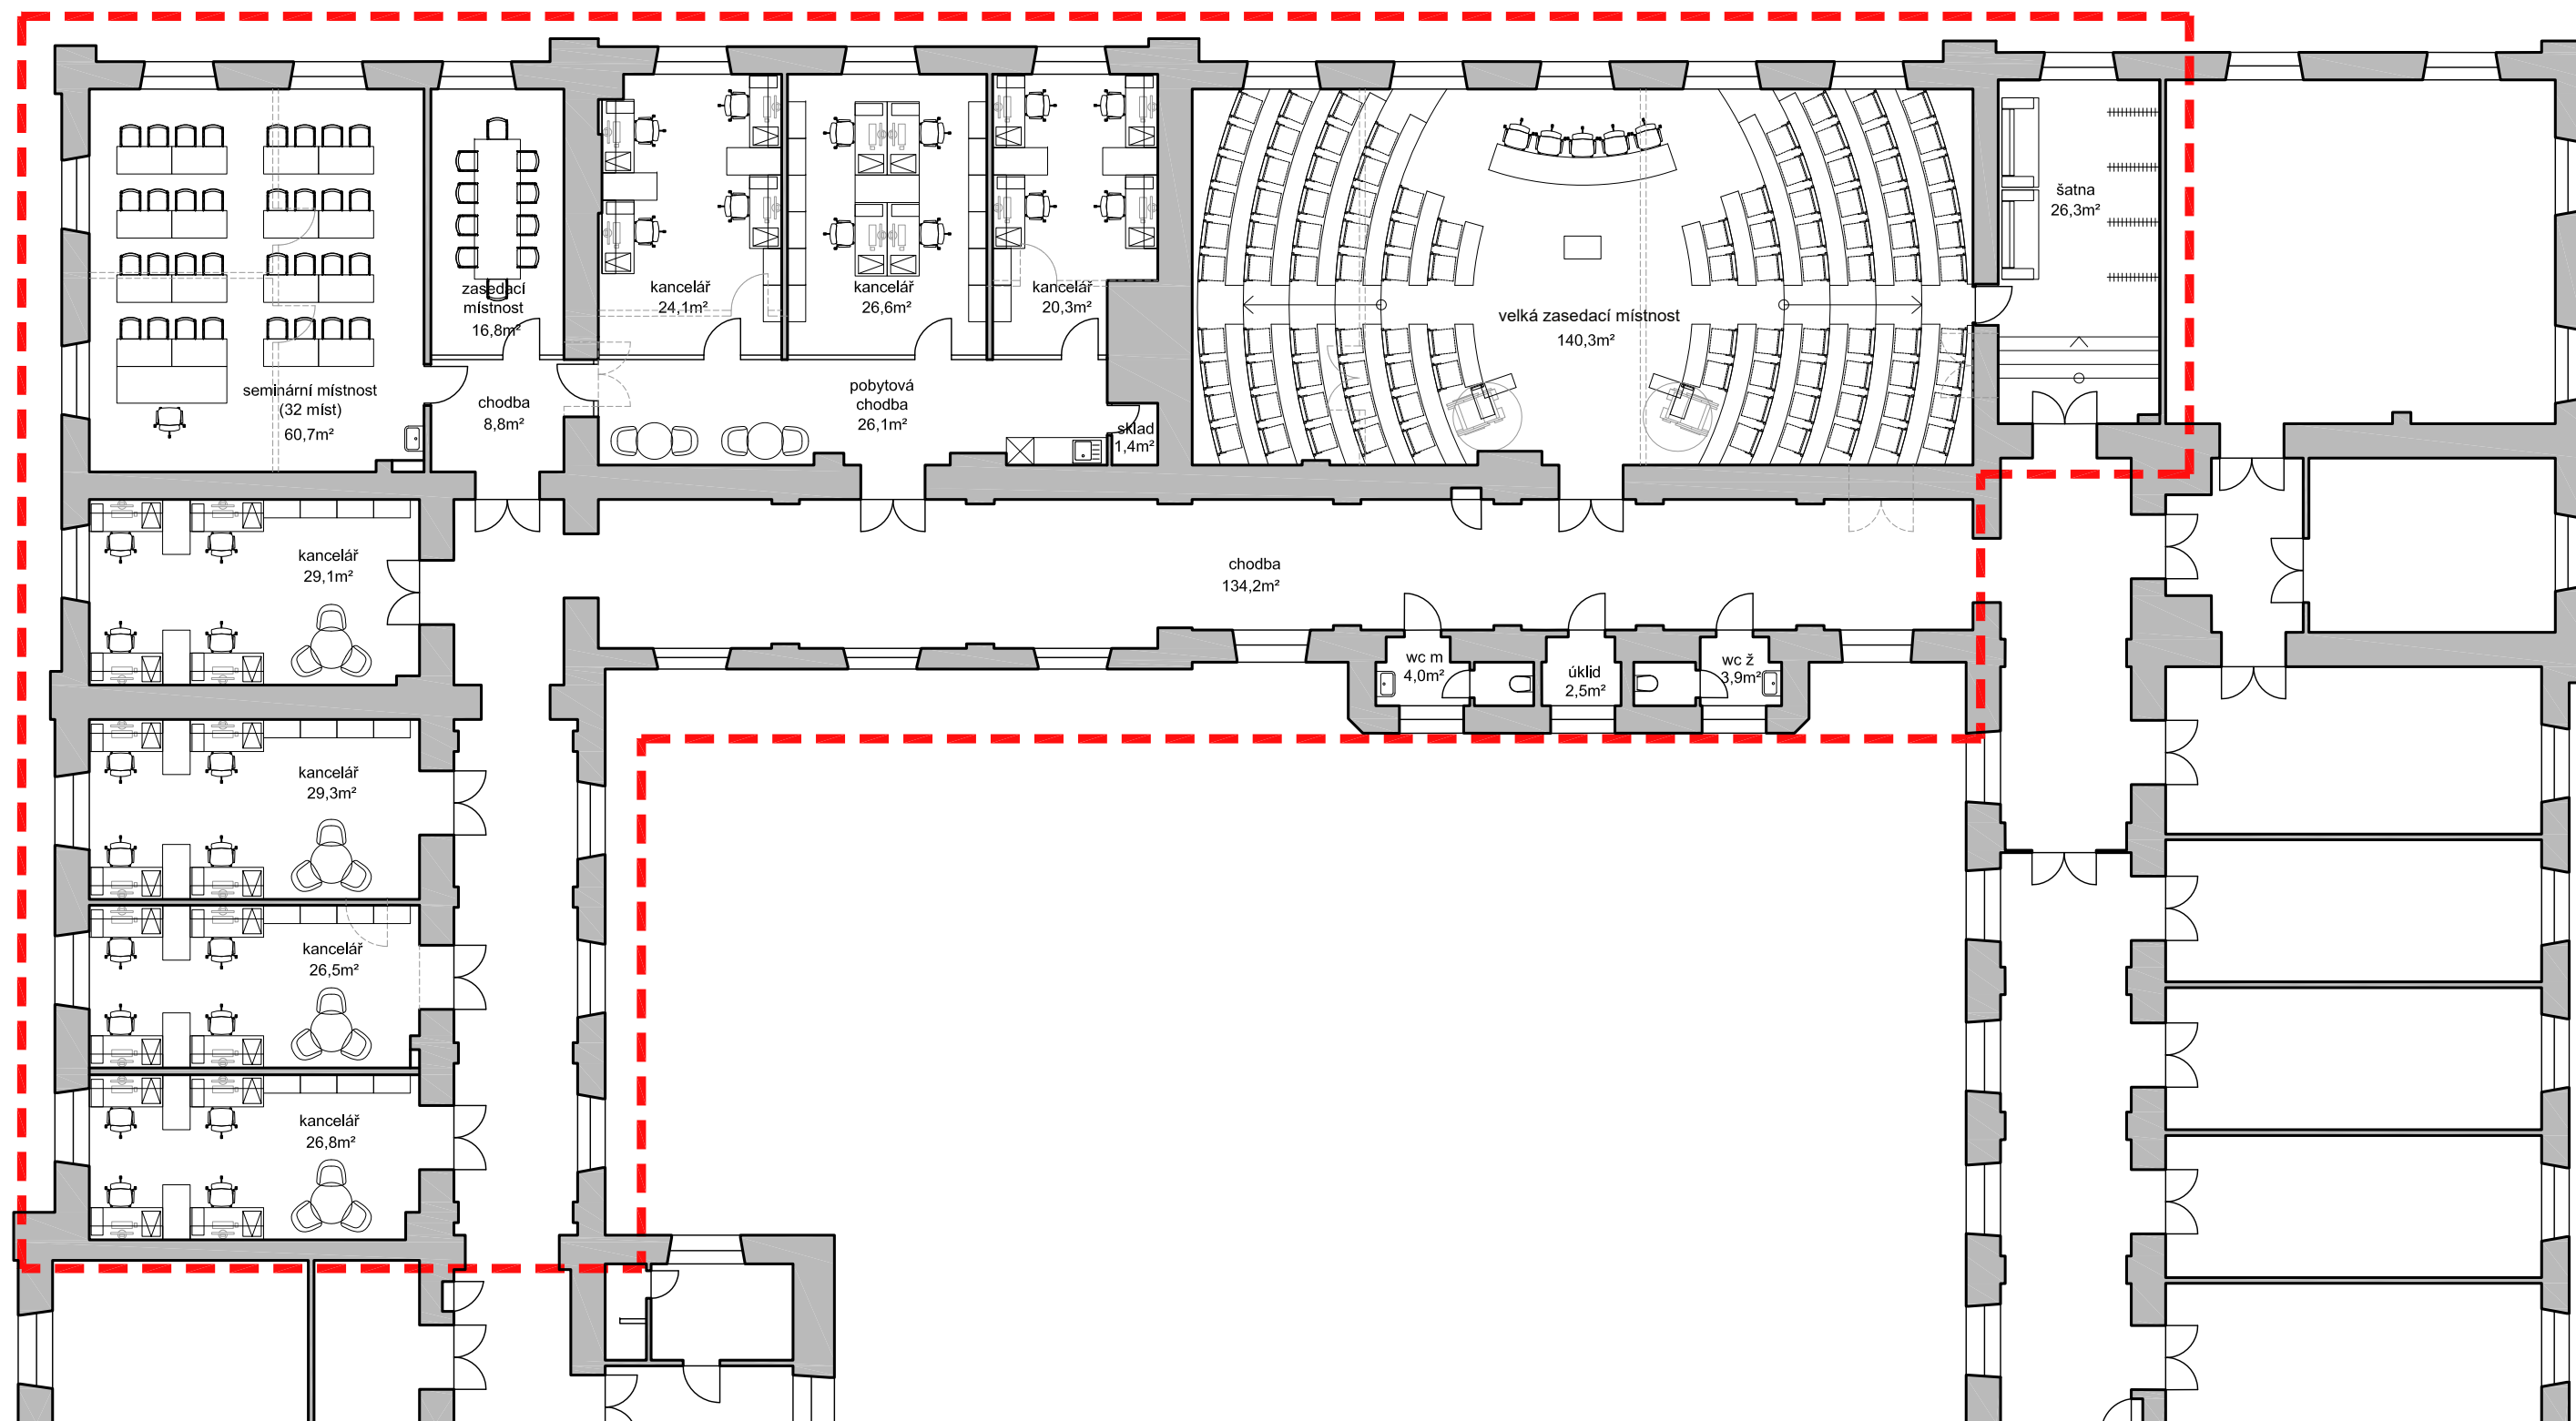 seminární místnost
(32 míst)
60,7m²
zasedací
místnost
16,8m²
chodba
8,8m²
kancelář
24,1m²
kancelář
26,6m²
kancelář
20,3m²
pobytová
chodba
26,1m²
sklad
1,4m²
velká zasedací místnost
140,3m²
šatna
26,3m²
kancelář
29,1m²
chodba
134,2m²
wc m
4,0m²
úklid
2,5m²
wc ž
3,9m²
kancelář
29,3m²
kancelář
26,5m²
kancelář
26,8m²